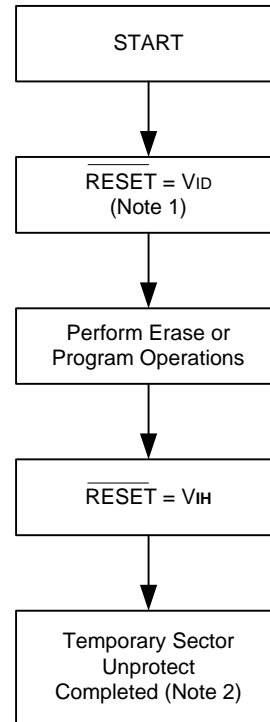 START
RESET = VID
(Note 1)
Perform Erase or
Program Operations
RESET = VIH
Temporary Sector
Unprotect
Completed (Note 2)